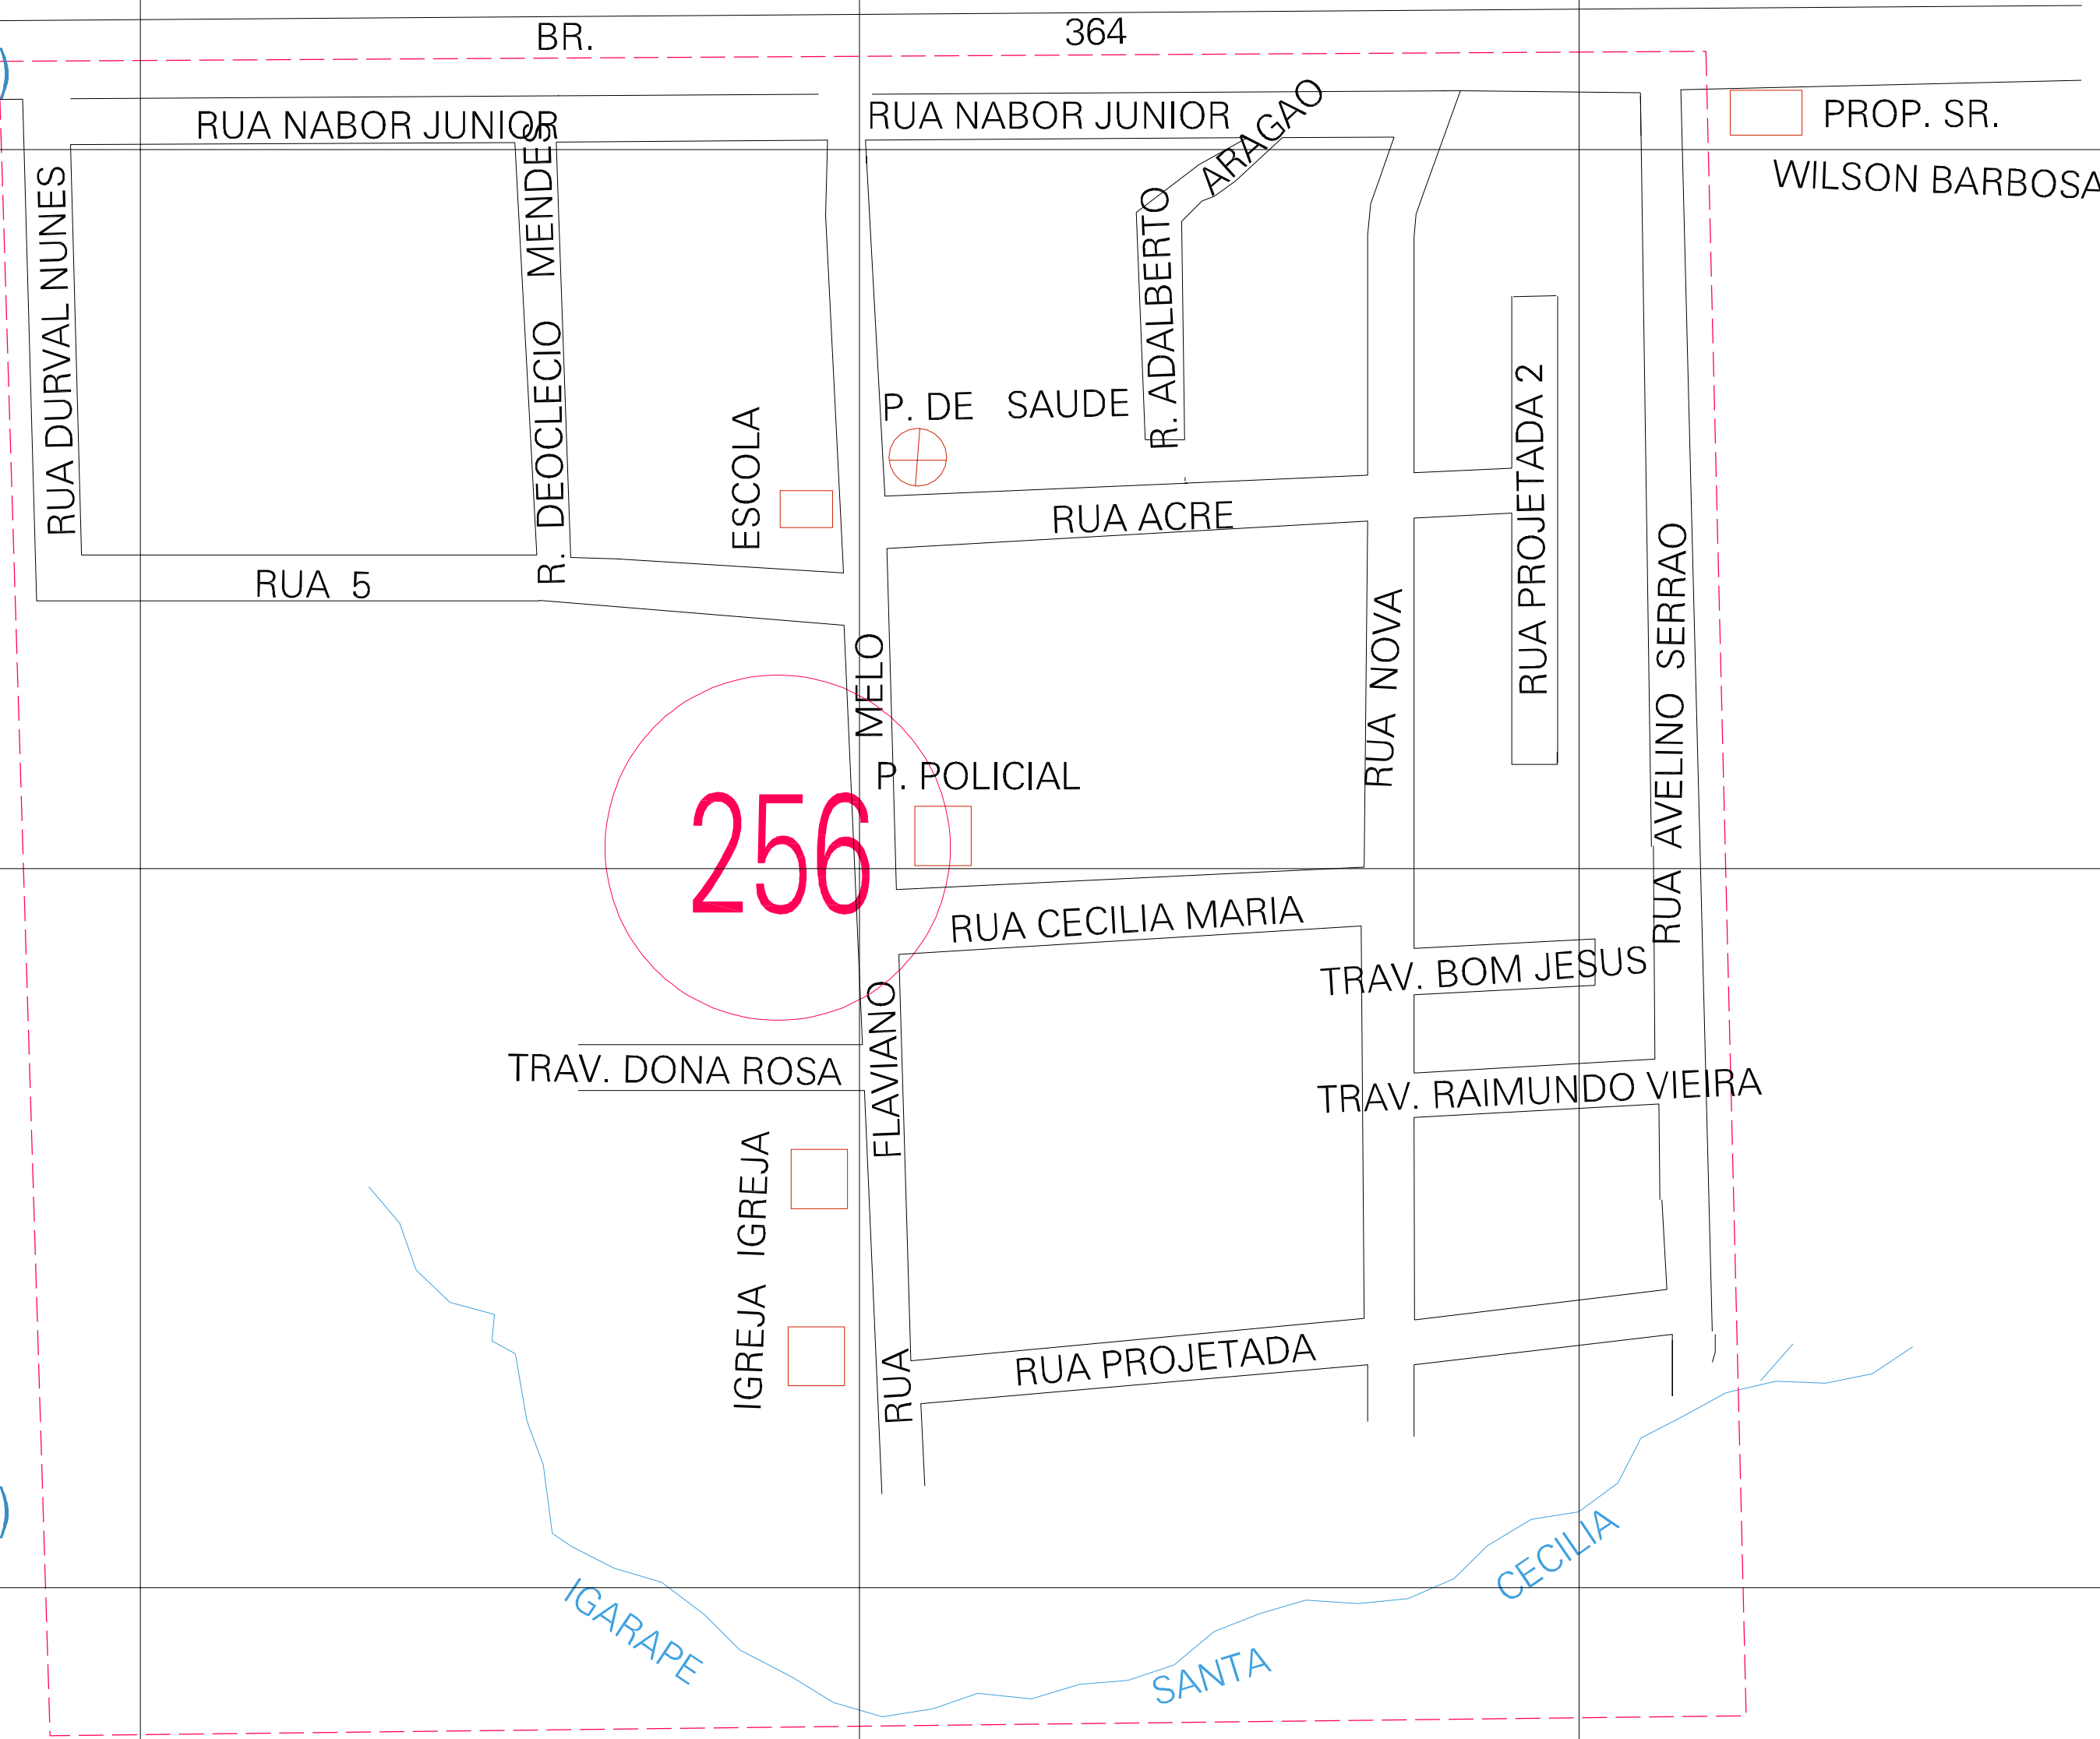 BR.
364
RUA NABOR JUNIOR
RUA NABOR JUNIOR
PROP. SR.
WILSON BARBOSA
RUA DURVAL NUNES
R. DEOCLECIO MENDES
R. ADALBERTO ARAGAO
P. DE SAUDE
ESCOLA
RUA ACRE
RUA 5
RUA PROJETADA 2
RUA NOVA
RUA AVELINO SERRAO
RUA FLAVIANO MELO
P. POLICIAL
256
RUA CECILIA MARIA
TRAV. BOM JESUS
TRAV. DONA ROSA
TRAV. RAIMUNDO VIEIRA
IGREJA
IGREJA
RUA PROJETADA
IGARAPE SANTA CECILIA
)
)